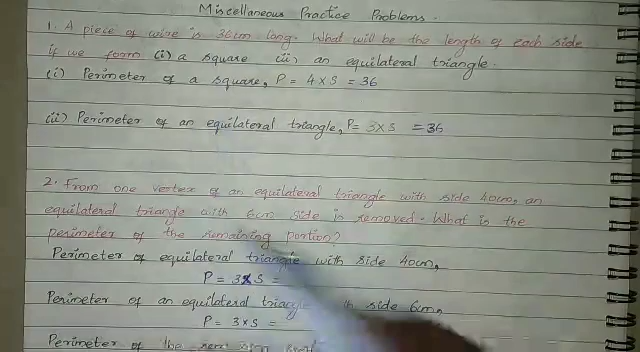 Miscellaneous Practice Problems.
1. A piece of wire is 36cm long. What will be the length of each side
if we form (i) a square (ii) an equilateral triangle.
(i) Perimeter of a square, P = 4 x S = 36
(ii) Perimeter of an equilateral triangle, P = 3 x S = 36
2. From one vertex of an equilateral triangle with side 40cm, an
equilateral triangle with 6cm side is removed. What is the
perimeter of the remaining portion?
Perimeter of equilateral triangle with side 40cm,
P = 3 x S =
Perimeter of an equilateral side 6cm,
P = 3 x S =
Perimeter of the